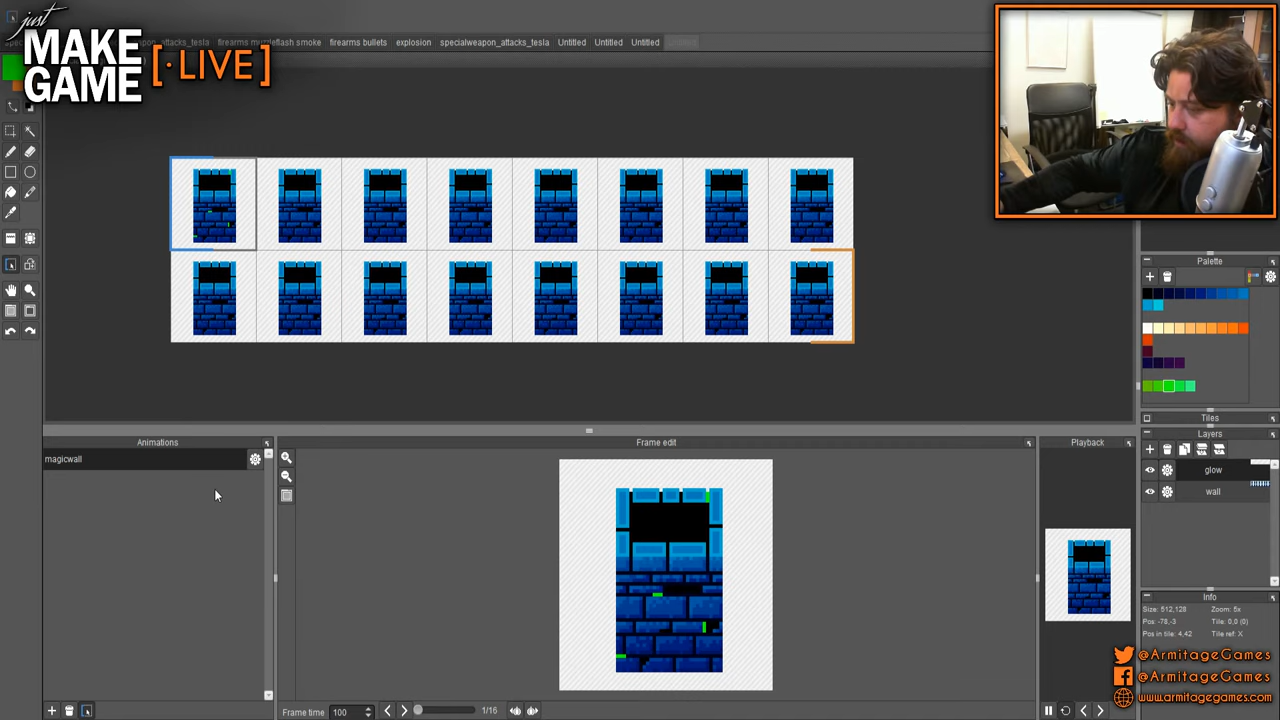 just
MAKE
GAME
[·LIVE]
on_attacks_tesla
firearms muzzleflash smoke
firearms bullets
explosion
specialweapon_attacks_tesla
Untitled
Untitled
Untitled
Palette
Tiles
Layers
glow
wall
Animations
magicwall
Frame edit
Playback
Info
Size: 512,128
Zoom: 5x
Pos -78,-3
Tile: 0,0 (0)
Pos in tile: 4,42
Tile ref: X
Frame time
100
1/16
@ArmitageGames
@ArmitageGames
www.armitagegames.com